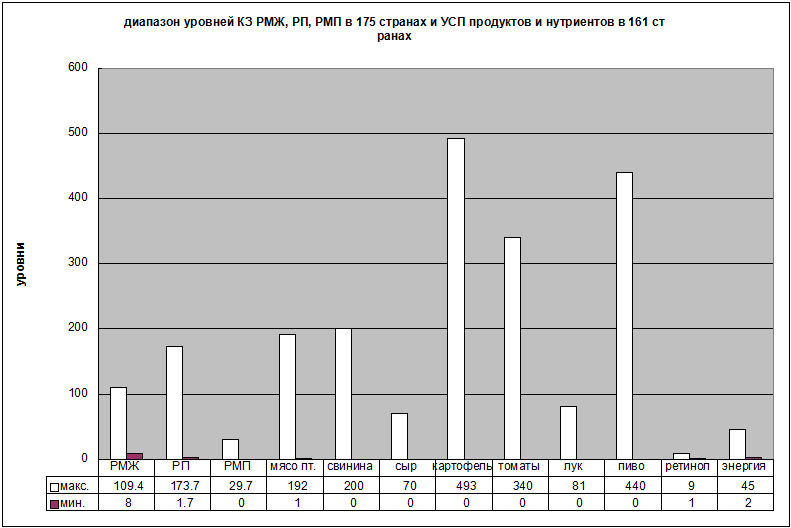 диапазон уровней КЗ РМЖ, РП, РМП в 175 странах и УСП продуктов и нутриентов в 161 ст
ранах
600
500
400
300
200
100
0
уровни
РМЖ РП РМП мясо пт. свинина сыр картофель томаты лук пиво ретинол энергия
макс. 109.4 173.7 29.7 192 200 70 493 340 81 440 9 45
мин. 8 1.7 0 1 0 0 0 0 0 0 1 2